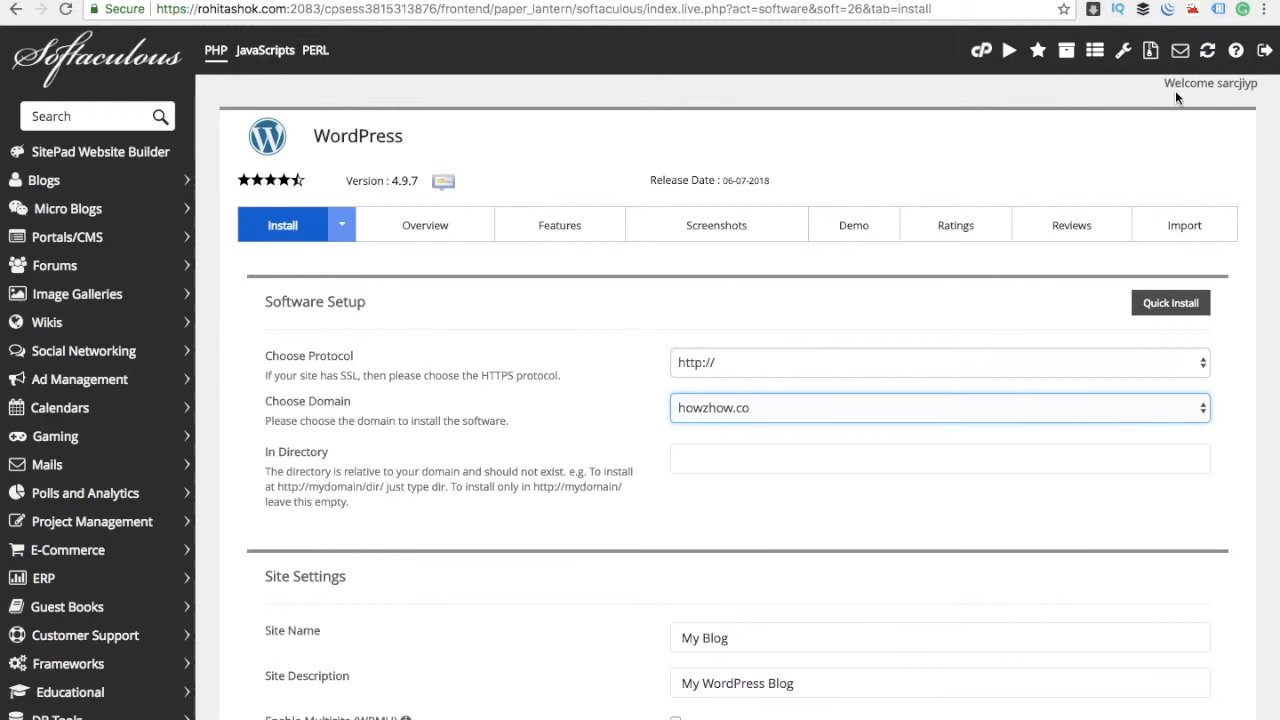 Secure https://rohitashok.com:2083/cpsess3815313876/frontend/paper_lantern/softaculous/index.live.php?act=software&soft=26&tab=install
Softaculous
PHP JavaScripts PERL
Welcome sarcjiyp
Search
SitePad Website Builder
Blogs
Micro Blogs
Portals/CMS
Forums
Image Galleries
Wikis
Social Networking
Ad Management
Calendars
Gaming
Mails
Polls and Analytics
Project Management
E-Commerce
ERP
Guest Books
Customer Support
Frameworks
Educational
DB Tools
WordPress
Version : 4.9.7
Release Date : 06-07-2018
Install Overview Features Screenshots Demo Ratings Reviews Import
Software Setup
Quick Install
Choose Protocol
If your site has SSL, then please choose the HTTPS protocol.
http://
Choose Domain
Please choose the domain to install the software.
howzhow.co
In Directory
The directory is relative to your domain and should not exist. e.g. To install
at http://mydomain/dir/ just type dir. To install only in http://mydomain/
leave this empty.
Site Settings
Site Name
My Blog
Site Description
My WordPress Blog
Enable Multisite (WPMU)